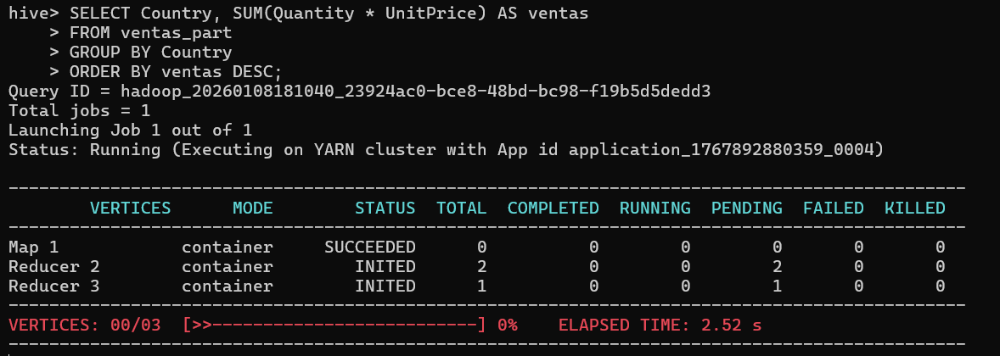 hive> SELECT Country, SUM(Quantity * UnitPrice) AS ventas
    > FROM ventas_part
    > GROUP BY Country
    > ORDER BY ventas DESC;
Query ID = hadoop_20260108181040_23924ac0-bce8-48bd-bc98-f19b5d5dedd3
Total jobs = 1
Launching Job 1 out of 1
Status: Running (Executing on YARN cluster with App id application_1767892880359_0004)
----------------------------------------------------------------------------------------------
        VERTICES      MODE        STATUS  TOTAL  COMPLETED  RUNNING  PENDING  FAILED  KILLED
----------------------------------------------------------------------------------------------
Map 1            container     SUCCEEDED      0          0        0        0       0       0
Reducer 2        container        INITED      2          0        0        2       0       0
Reducer 3        container        INITED      1          0        0        1       0       0
----------------------------------------------------------------------------------------------
VERTICES: 00/03  [>>--------------------------] 0%    ELAPSED TIME: 2.52 s
----------------------------------------------------------------------------------------------